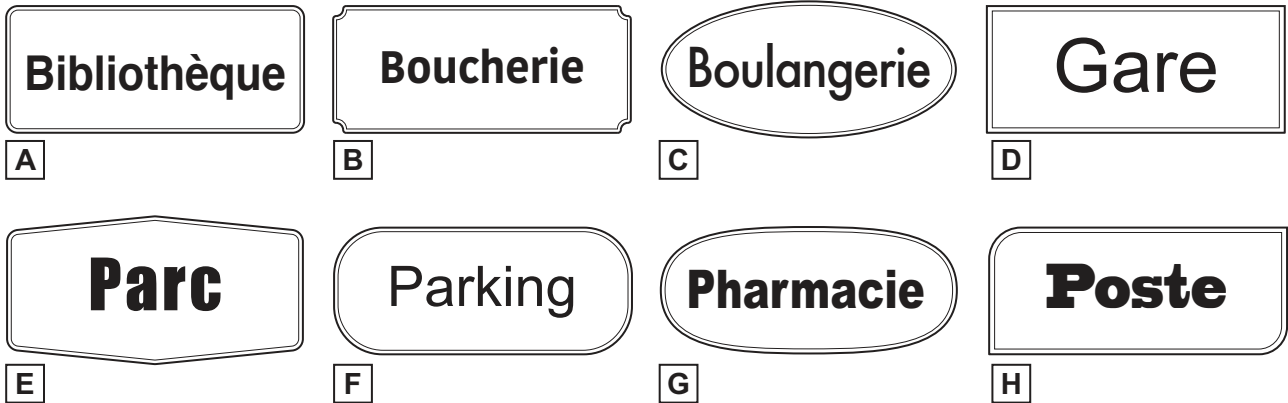 Bibliothèque Boucherie Boulangerie Gare
A B C D
Parc Parking Pharmacie Poste
E F G H